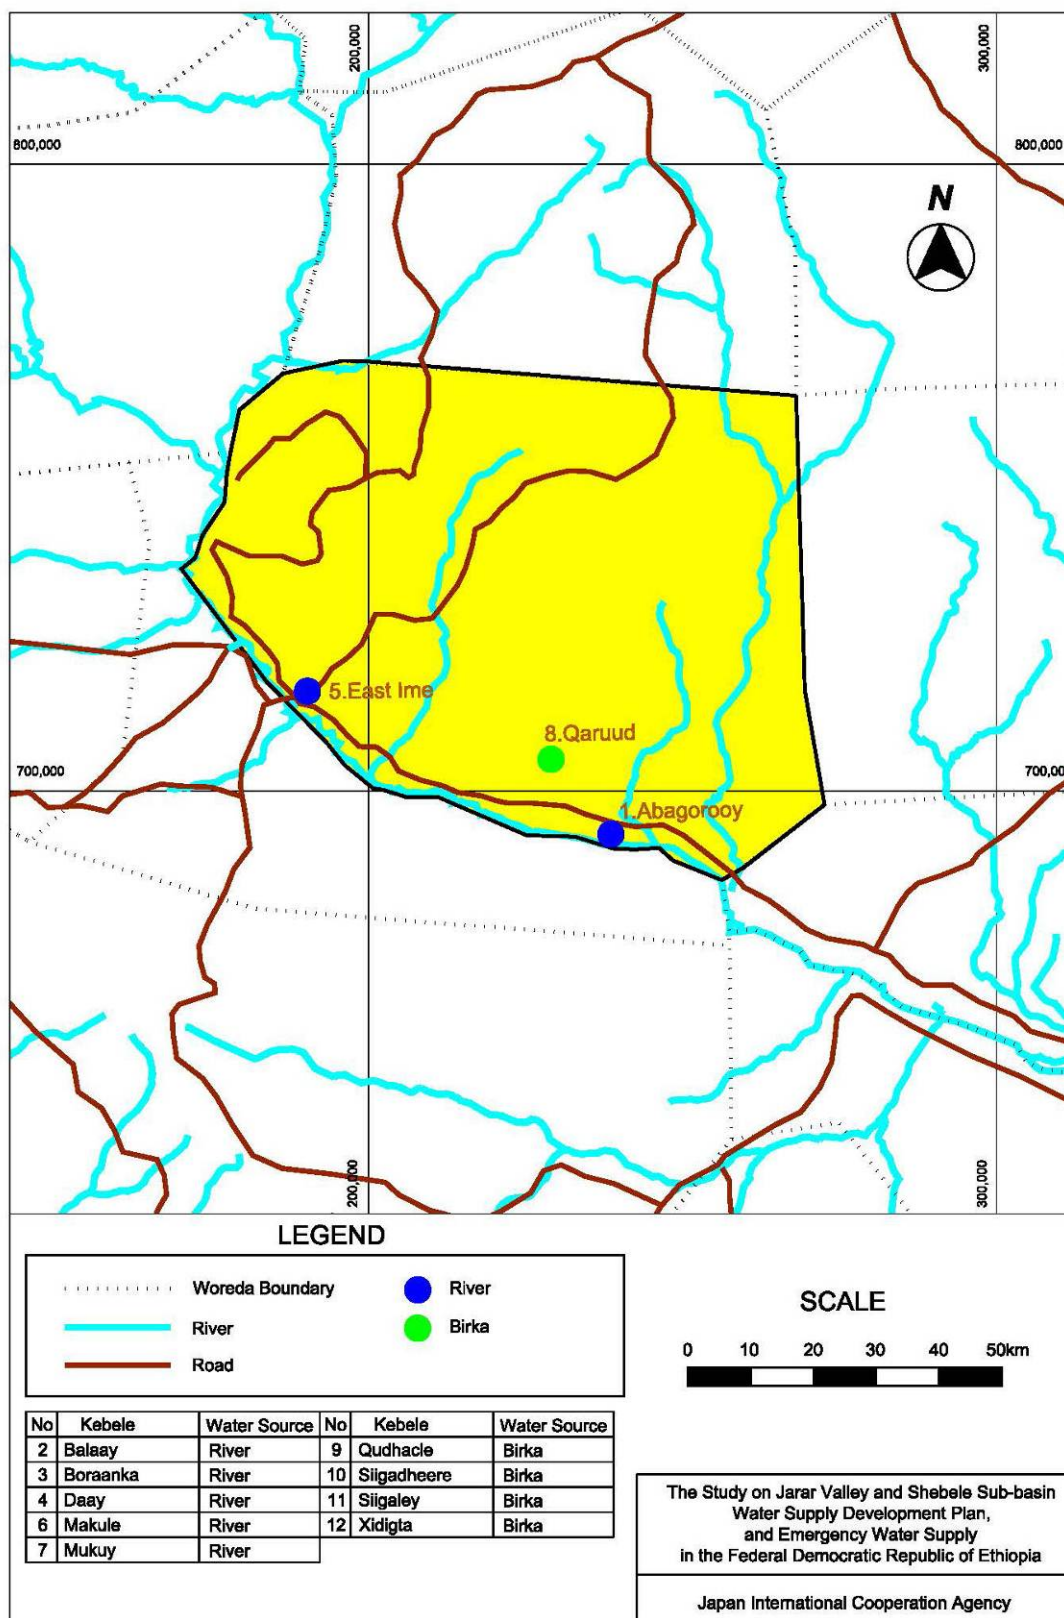 200,000
300,000
800,000
800,000
N
5.East Ime
8.Qaruud
700,000
700,000
1.Abagorooy
200,000
300,000
LEGEND
Woreda Boundary
River
River
Birka
Road
SCALE
0 10 20 30 40 50km
No Kebele Water Source No Kebele Water Source
2 Balaay River 9 Qudhacle Birka
3 Boraanka River 10 Siigadheere Birka
4 Daay River 11 Siigaley Birka
6 Makule River 12 Xidigta Birka
7 Mukuy River
The Study on Jarar Valley and Shebele Sub-basin
Water Supply Development Plan,
and Emergency Water Supply
in the Federal Democratic Republic of Ethiopia
Japan International Cooperation Agency